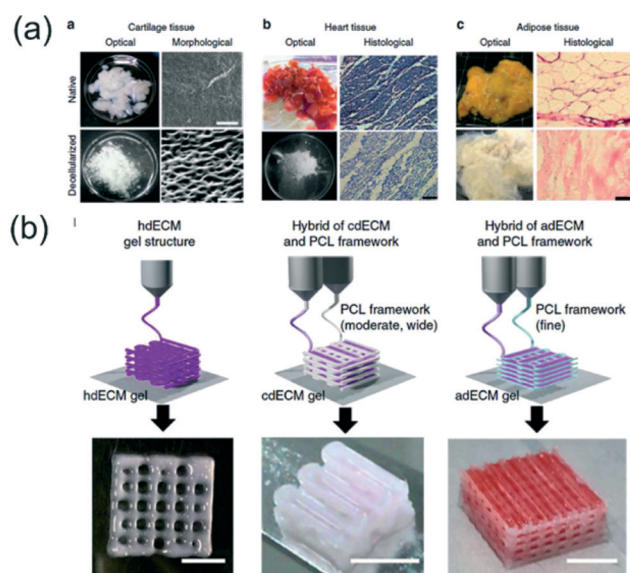 (a)
a Cartilage tissue
Optical Morphological
b Heart tissue
Optical Histological
c Adipose tissue
Optical Histological
Native
Decellularized
(b)
hdECM
gel structure
Hybrid of cdECM
and PCL framework
Hybrid of adECM
and PCL framework
PCL framework
(moderate, wide)
PCL framework
(fine)
hdECM gel
cdECM gel
adECM gel